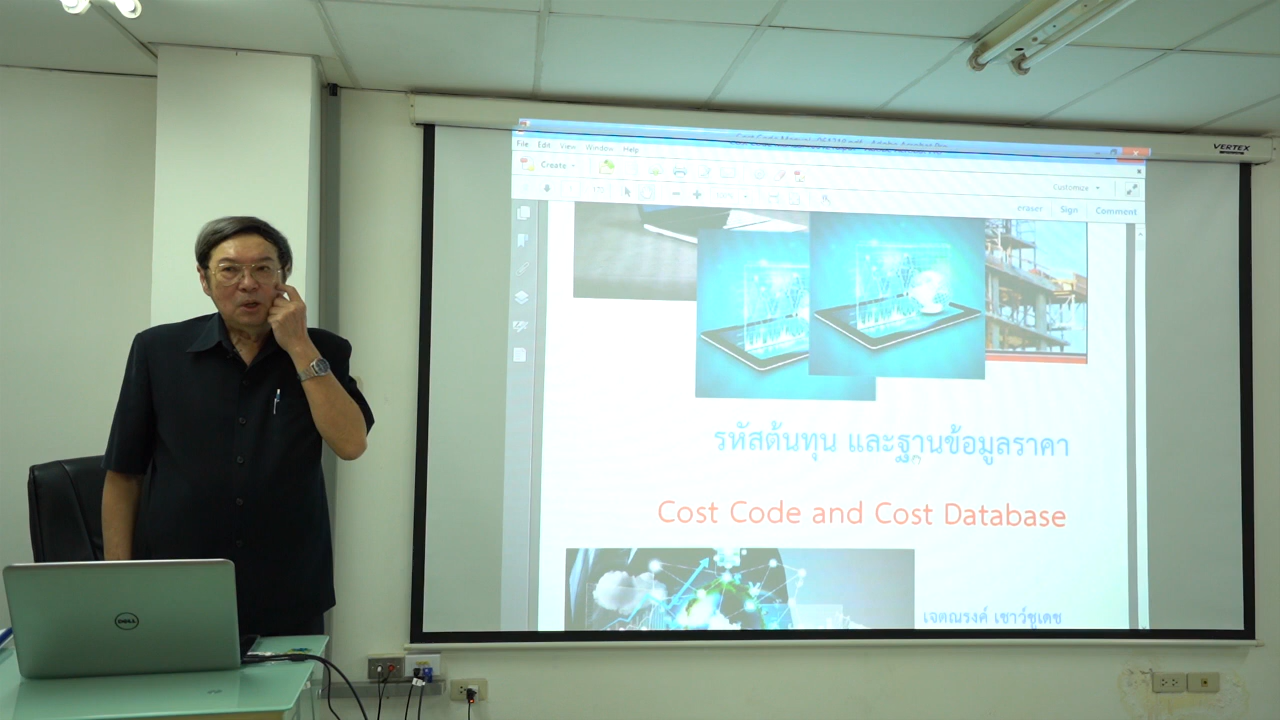 VERTEX
File Edit View Window Help
Create
Customize
eraser Sign Comment
รหัสต้นทุน และฐานข้อมูลราคา
Cost Code and Cost Database
เจตณรงค์ เชาว์ชูเดช
DELL